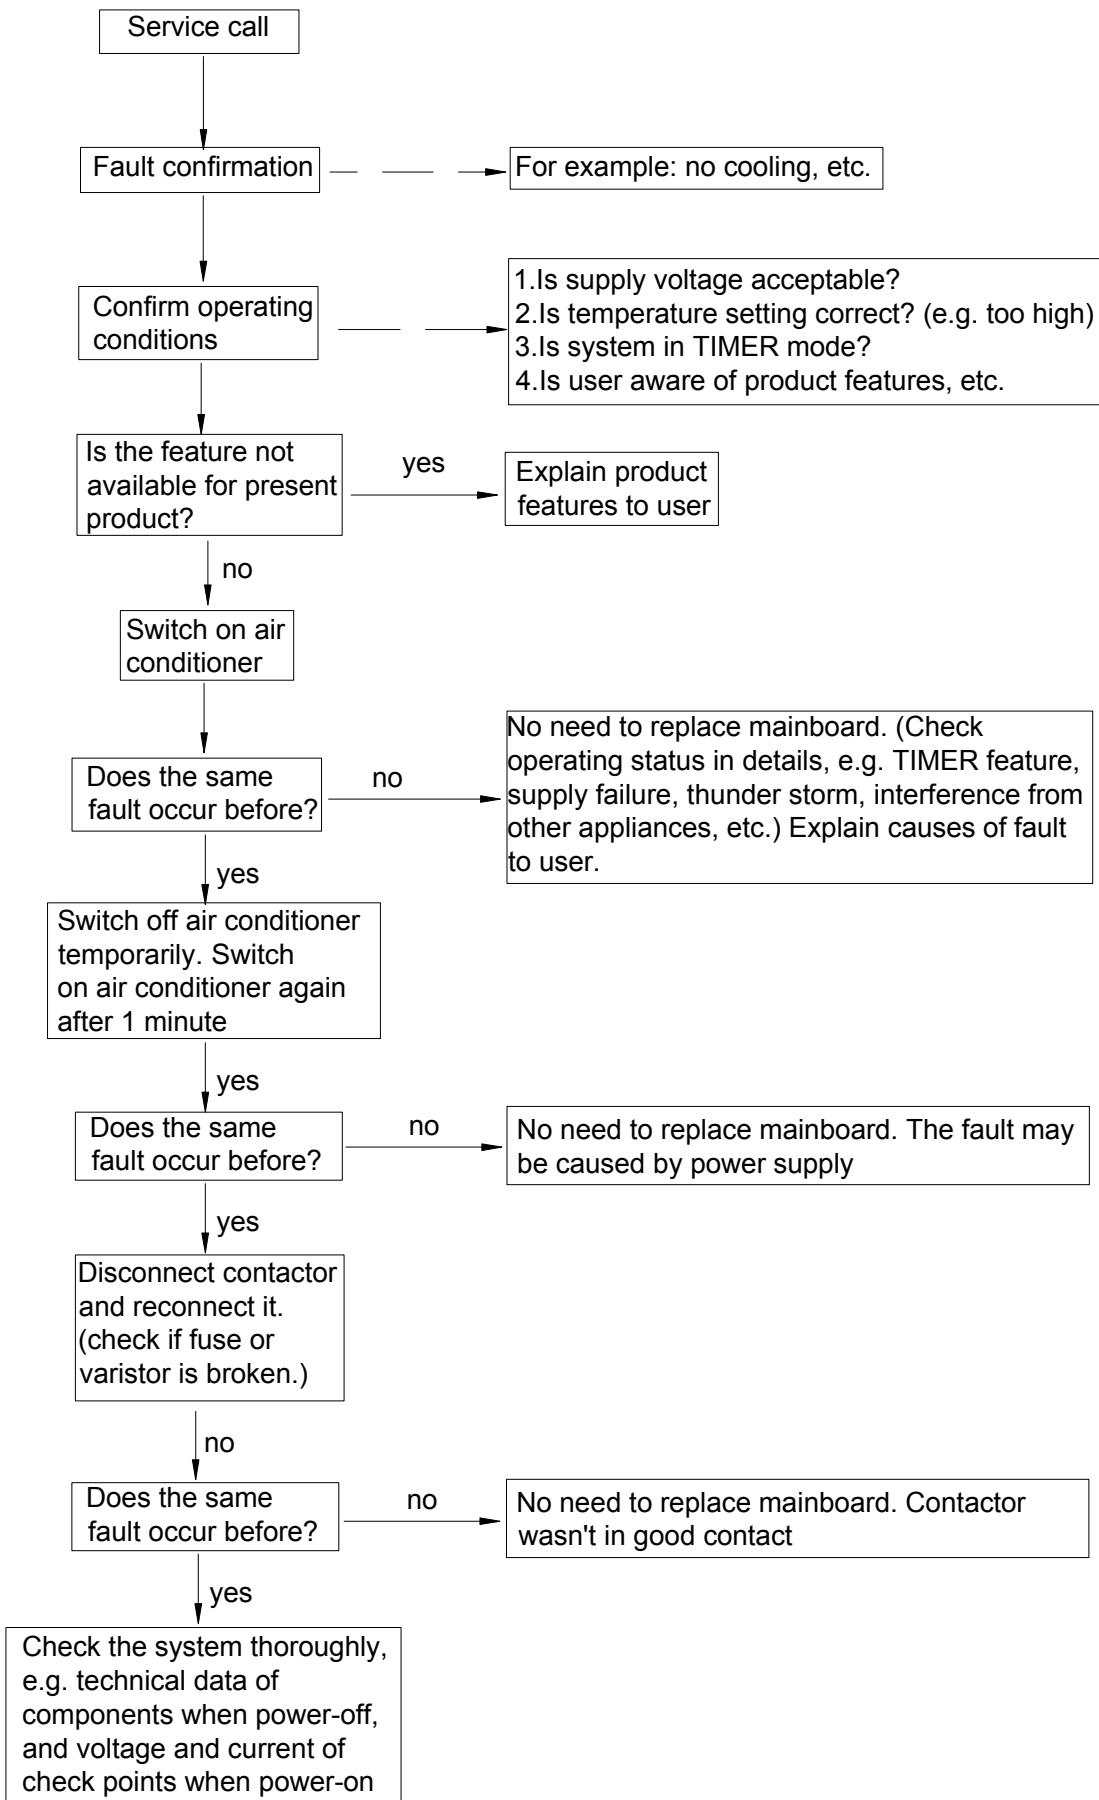 Service call
Fault confirmation
For example: no cooling, etc.
Confirm operating
conditions
1.Is supply voltage acceptable?
2.Is temperature setting correct? (e.g. too high)
3.Is system in TIMER mode?
4.Is user aware of product features, etc.
Is the feature not
available for present
product?
yes
Explain product
features to user
no
Switch on air
conditioner
Does the same
fault occur before?
no
No need to replace mainboard. (Check
operating status in details, e.g. TIMER feature,
supply failure, thunder storm, interference from
other appliances, etc.) Explain causes of fault
to user.
yes
Switch off air conditioner
temporarily. Switch
on air conditioner again
after 1 minute
yes
Does the same
fault occur before?
no
No need to replace mainboard. The fault may
be caused by power supply
yes
Disconnect contactor
and reconnect it.
(check if fuse or
varistor is broken.)
no
Does the same
fault occur before?
no
No need to replace mainboard. Contactor
wasn't in good contact
yes
Check the system thoroughly,
e.g. technical data of
components when power-off,
and voltage and current of
check points when power-on